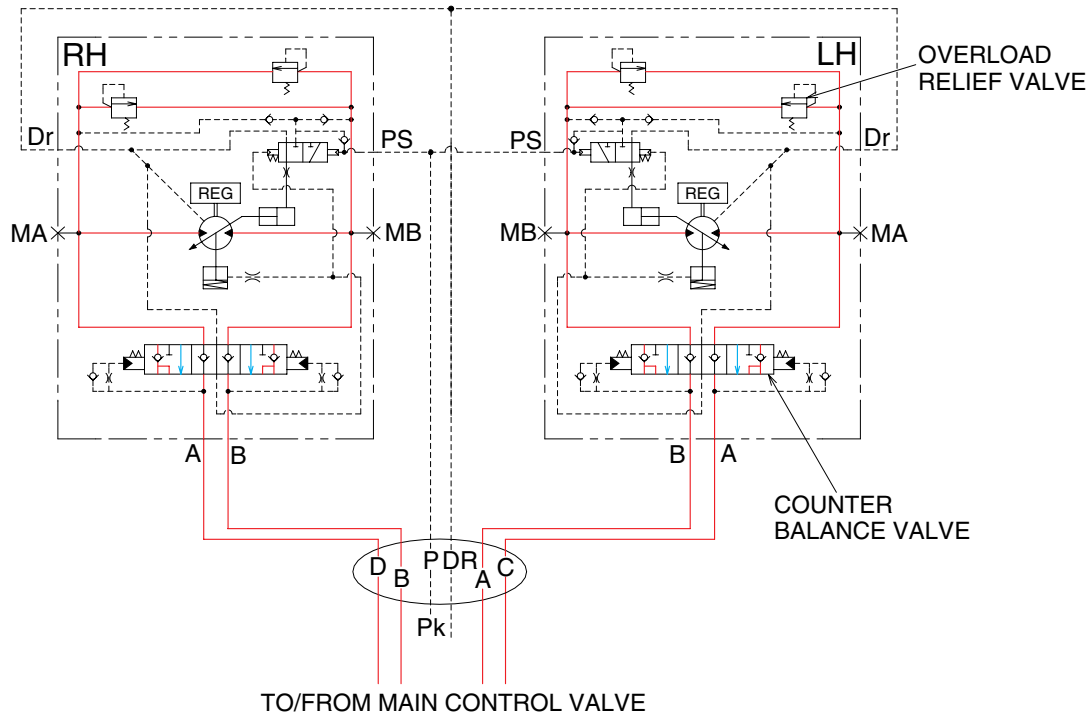 RH
LH
OVERLOAD
RELIEF VALVE
Dr
PS
PS
Dr
REG
REG
MA
MB
MB
MA
A
B
B
A
COUNTER
BALANCE VALVE
D
B
P
DR
A
C
Pk
TO/FROM MAIN CONTROL VALVE